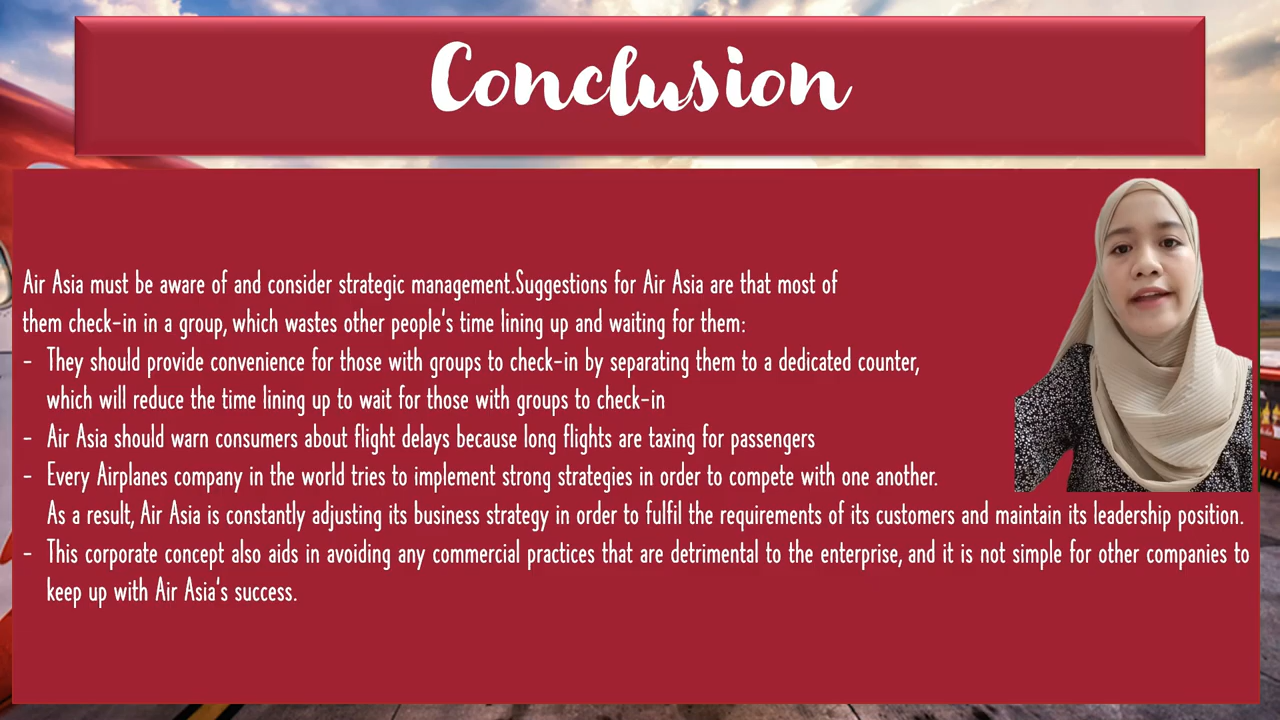 Conclusion
Air Asia must be aware of and consider strategic management.Suggestions for Air Asia are that most of
them check-in in a group, which wastes other people's time lining up and waiting for them:
- They should provide convenience for those with groups to check-in by separating them to a dedicated counter,
which will reduce the time lining up to wait for those with groups to check-in
- Air Asia should warn consumers about flight delays because long flights are taxing for passengers
- Every Airplanes company in the world tries to implement strong strategies in order to compete with one another.
As a result, Air Asia is constantly adjusting its business strategy in order to fulfil the requirements of its customers and maintain its leadership position.
- This corporate concept also aids in avoiding any commercial practices that are detrimental to the enterprise, and it is not simple for other companies to
keep up with Air Asia's success.